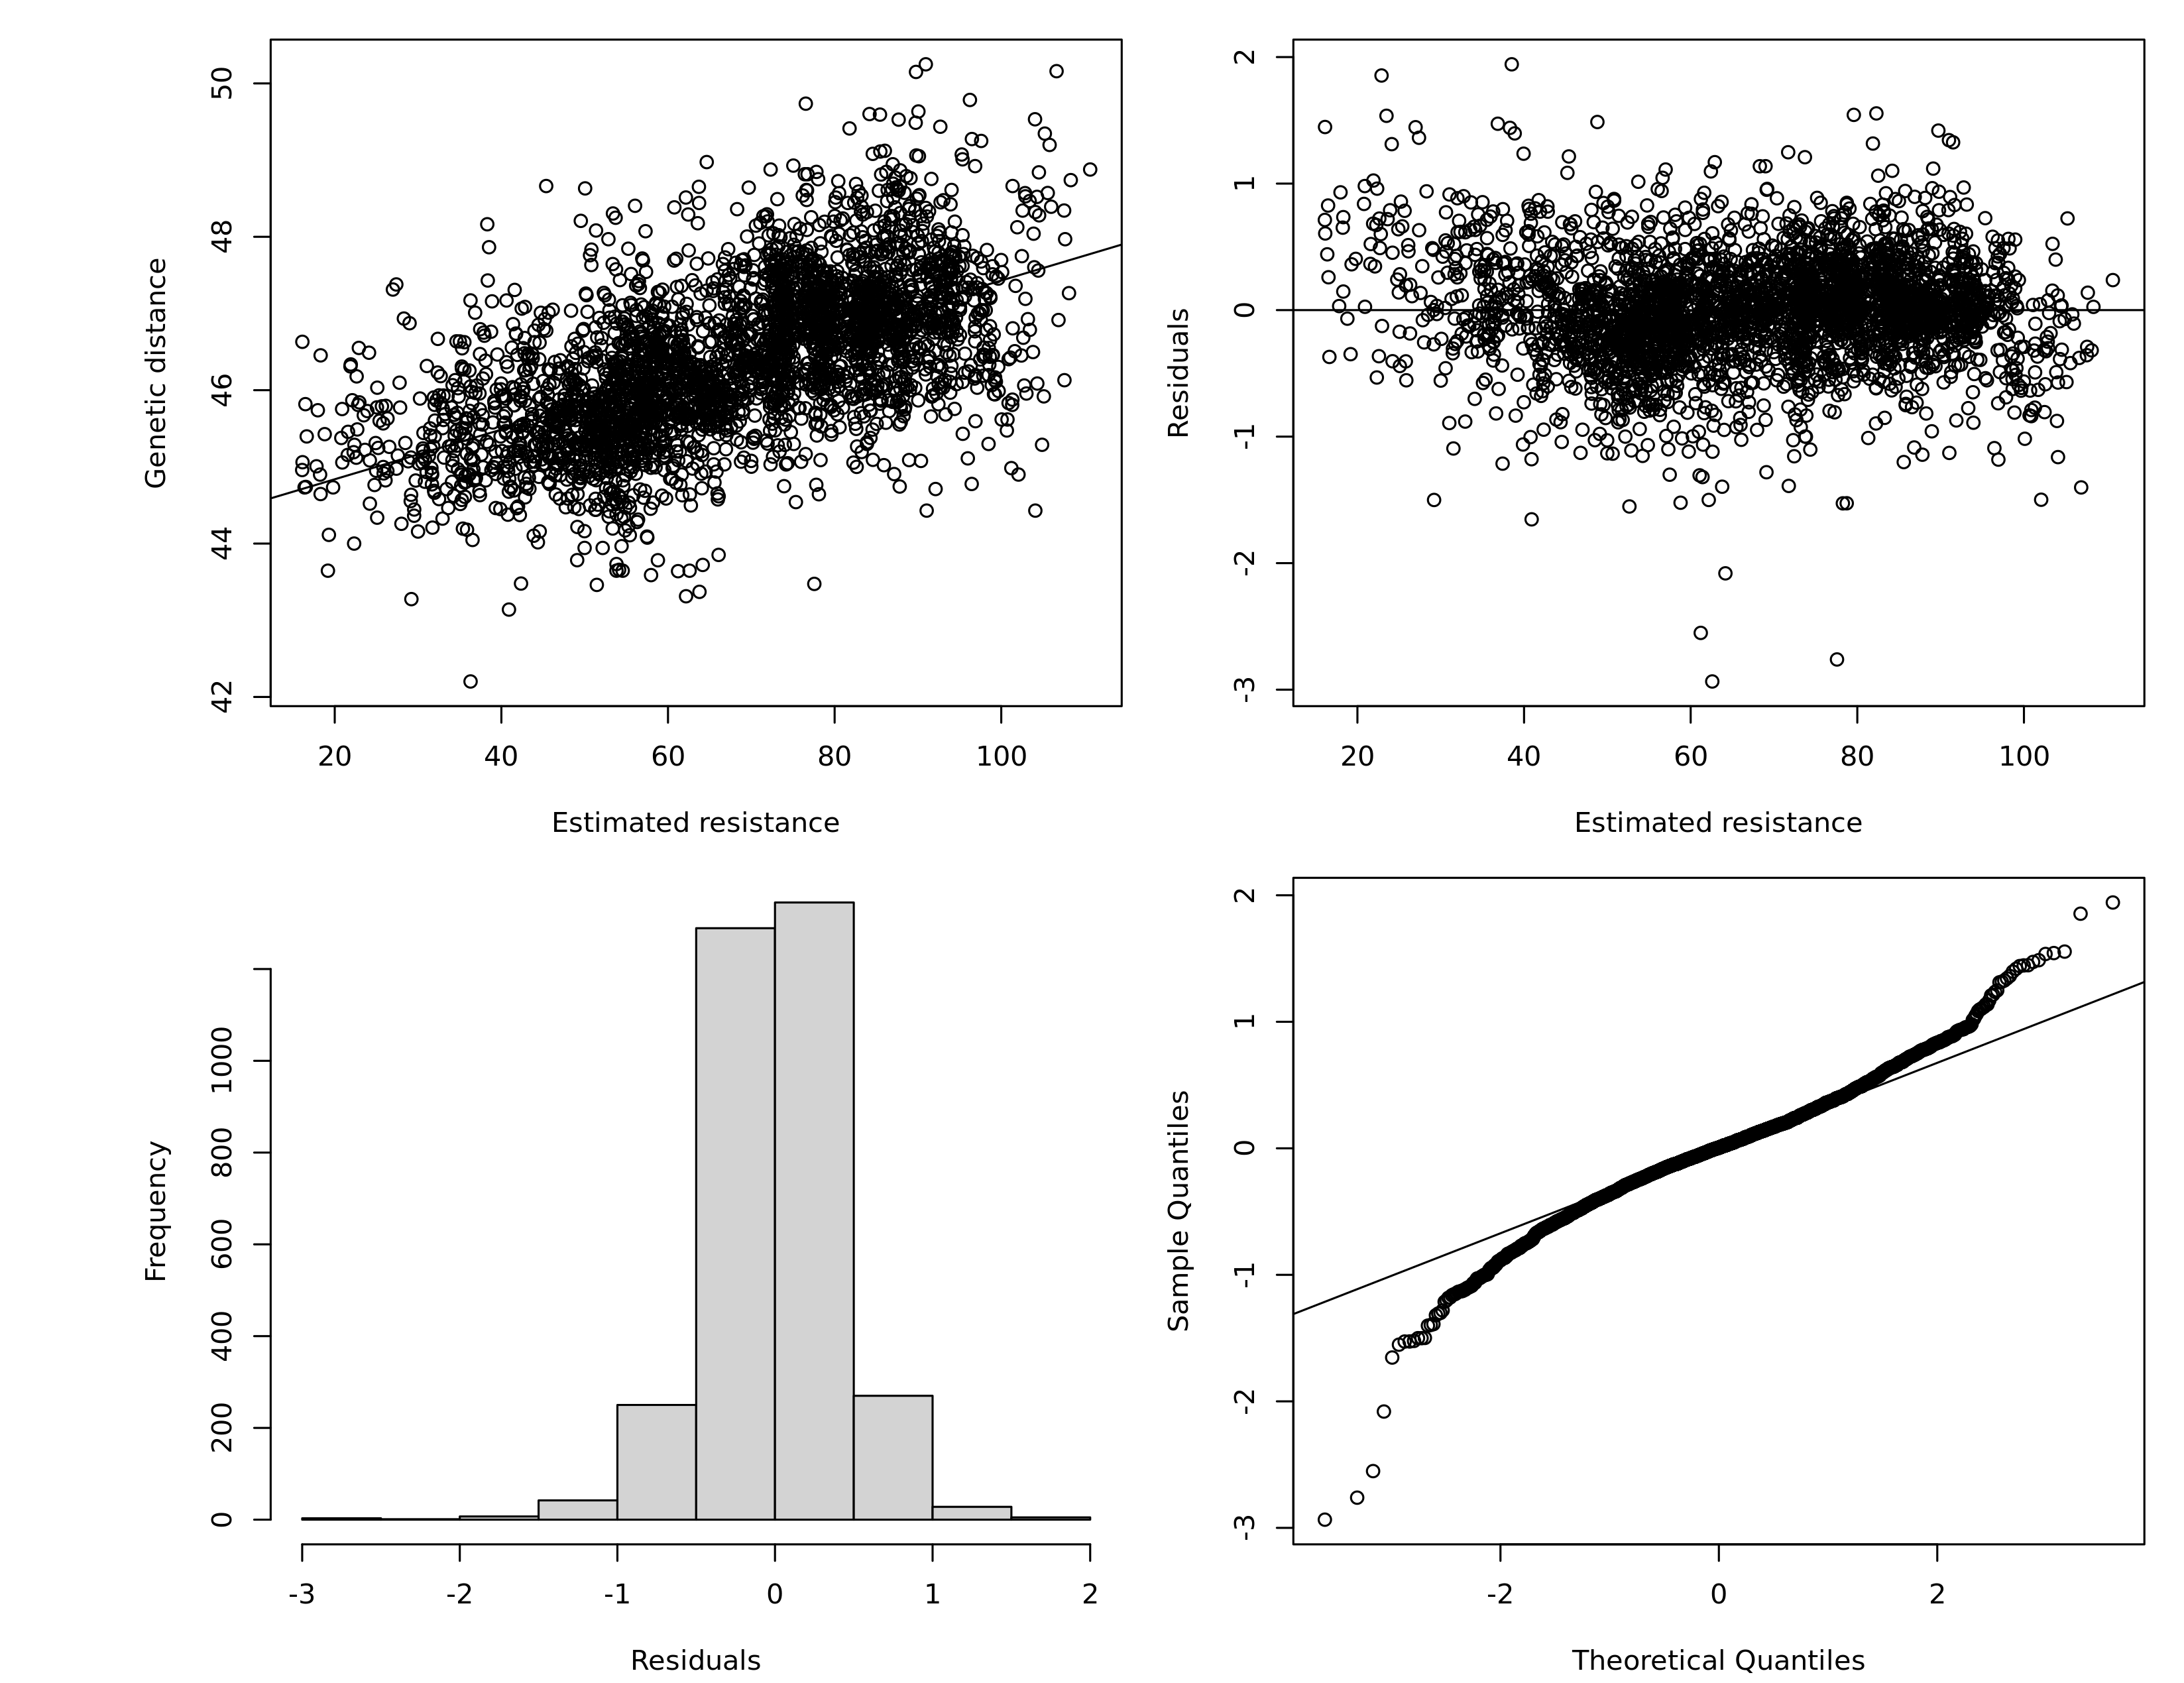 Genetic distance
50
48
46
44
42
20 40 60 80 100
Estimated resistance
Residuals
2
1
0
-1
-2
-3
20 40 60 80 100
Estimated resistance
Frequency
1000
800
600
400
200
0
-3 -2 -1 0 1 2
Residuals
Sample Quantiles
2
1
0
-1
-2
-3
-2 0 2
Theoretical Quantiles